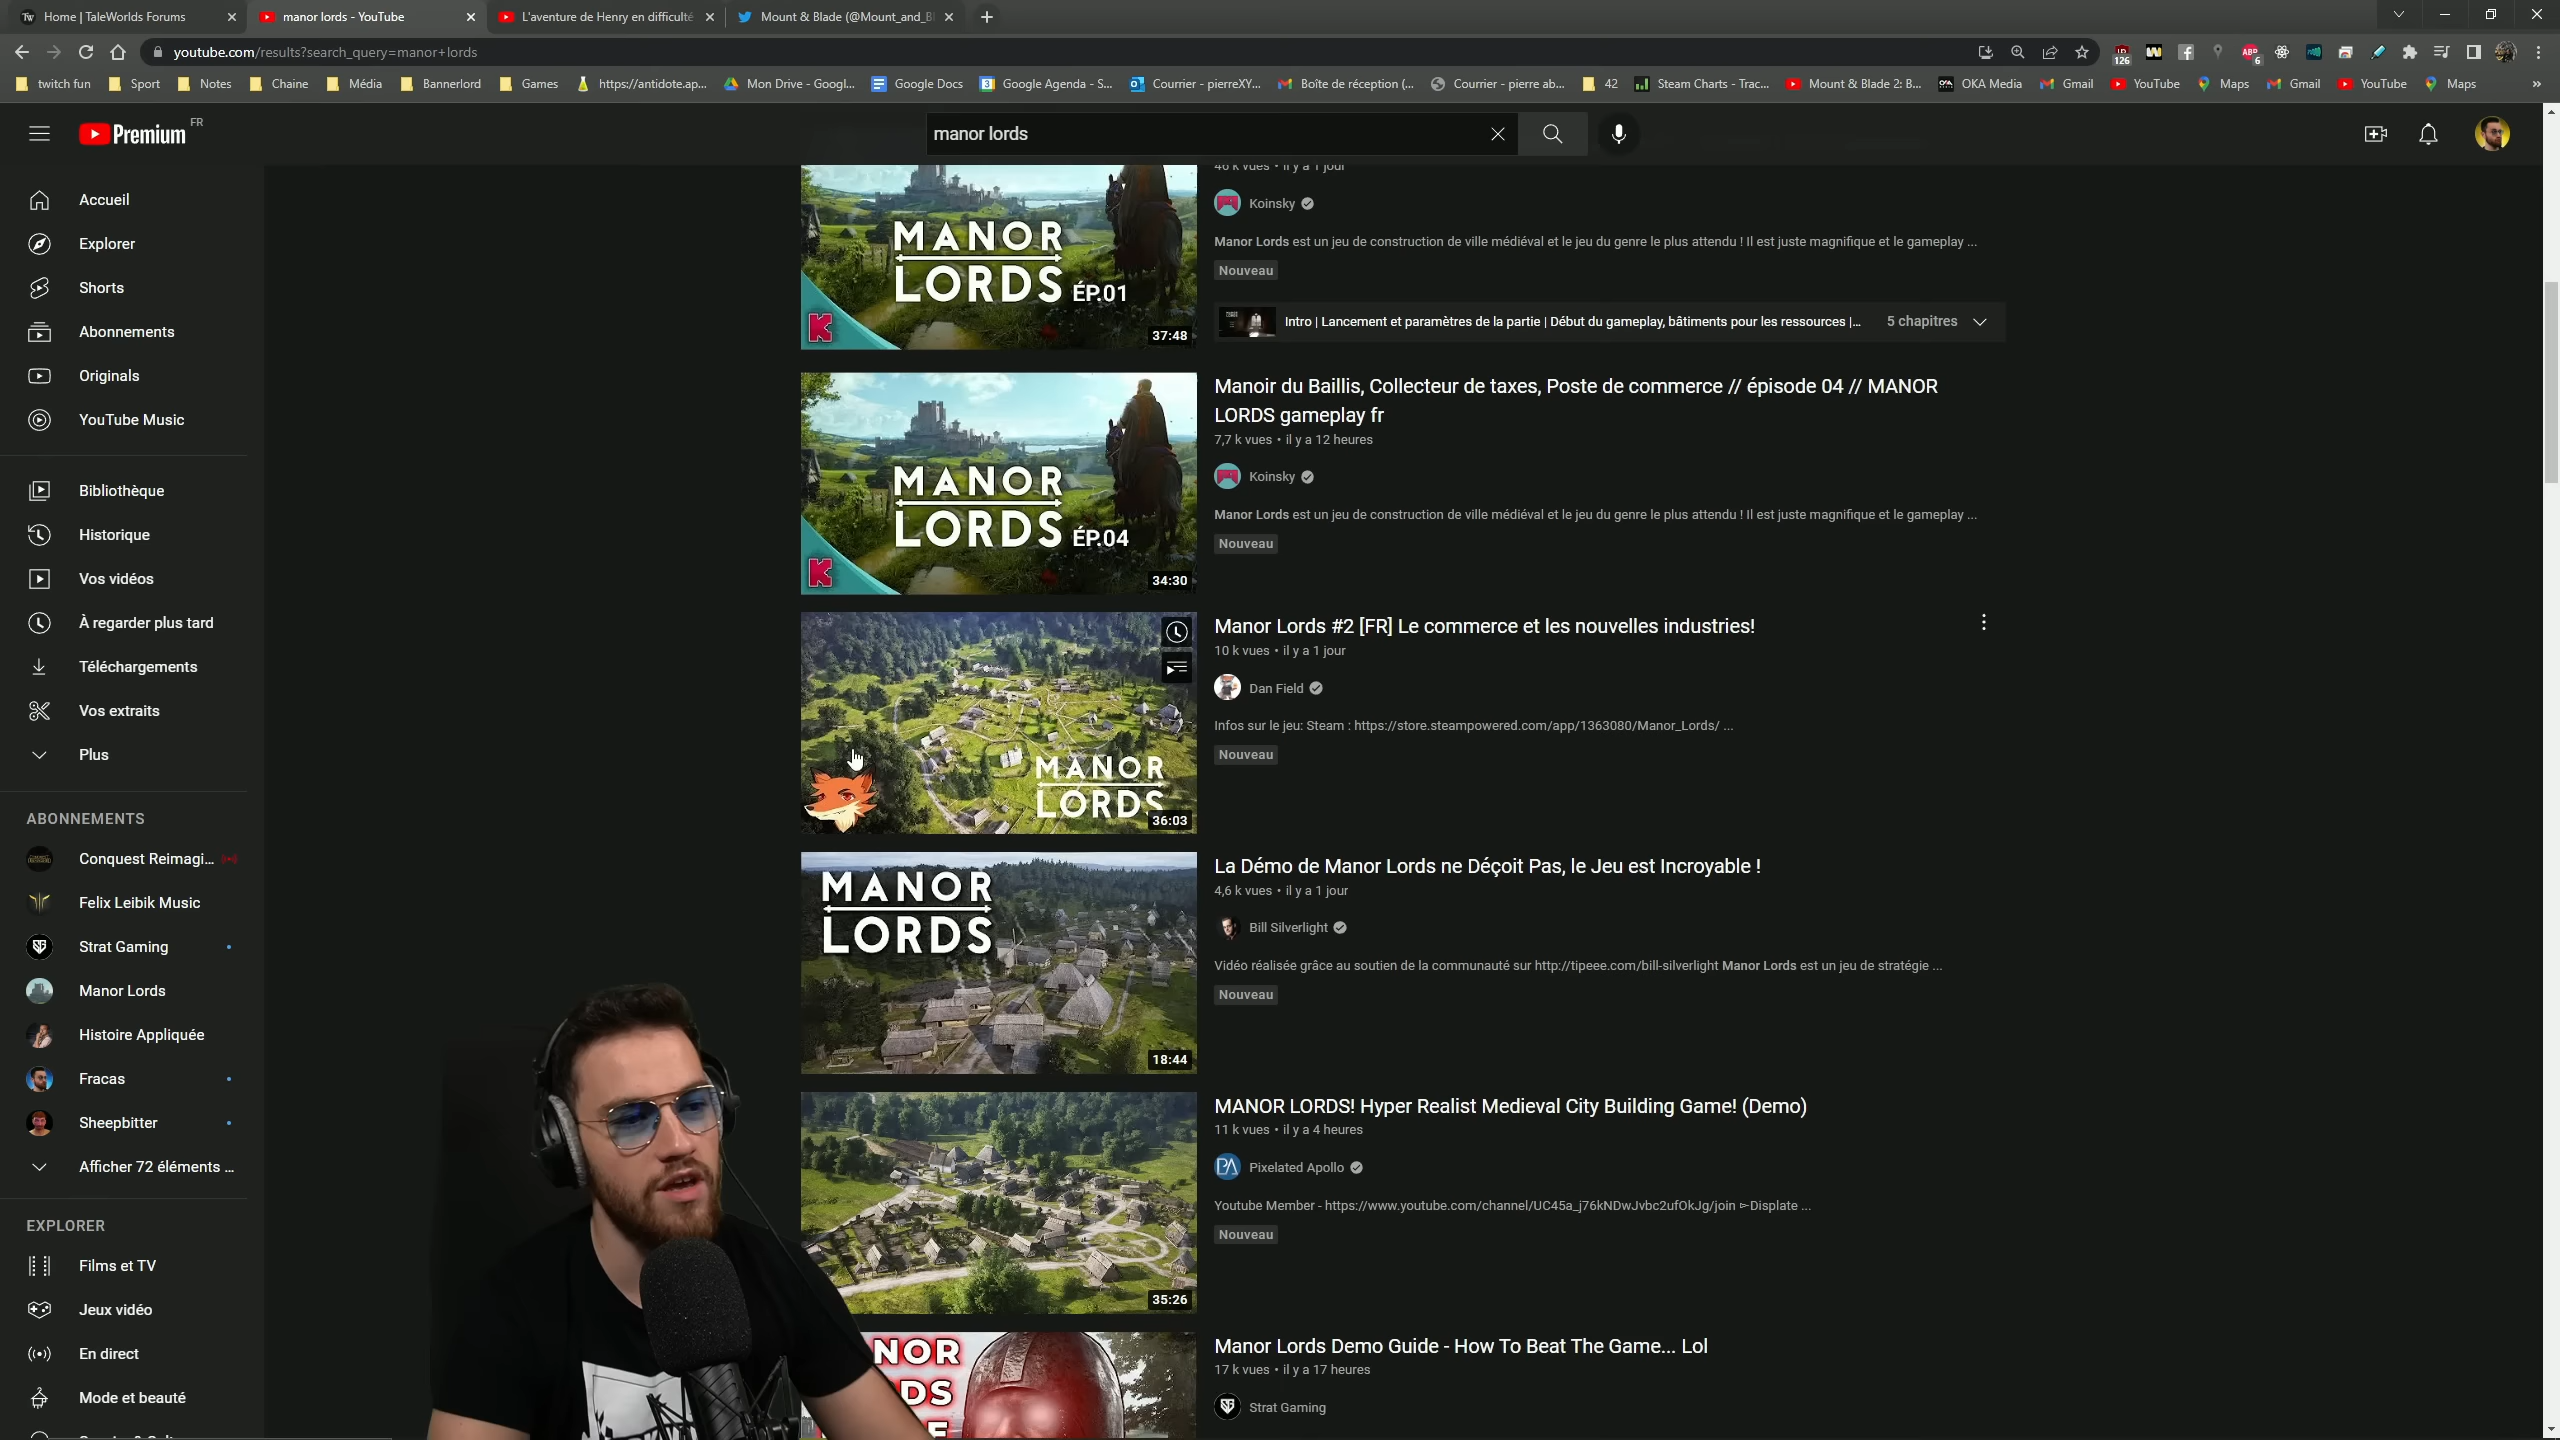 Home | TaleWorlds Forums
manor lords - YouTube
L'aventure de Henry en difficulté
Mount & Blade (@Mount_and_Bl
youtube.com/results?search_query=manor+lords
126
6
twitch fun
Sport
Notes
Chaine
Média
Bannerlord
Games
https://antidote.ap...
Mon Drive - Googl...
Google Docs
Google Agenda - S...
Courrier - pierreXY...
Boîte de réception (...
Courrier - pierre ab...
42
Steam Charts - Trac...
Mount & Blade 2: B...
OKA Media
Gmail
YouTube
Maps
Gmail
YouTube
Maps
»
Premium FR
manor lords
Accueil
Explorer
Shorts
Abonnements
Originals
YouTube Music
Bibliothèque
Historique
Vos vidéos
À regarder plus tard
Téléchargements
Vos extraits
Plus
ABONNEMENTS
Conquest Reimagi...
Felix Leibik Music
Strat Gaming
Manor Lords
Histoire Appliquée
Fracas
Sheepbitter
Afficher 72 éléments ...
EXPLORER
Films et TV
Jeux vidéo
En direct
Mode et beauté
MANOR
LORDS ÉP.01
K
37:48
46 k vues • il y a 1 jour
Koinsky
Manor Lords est un jeu de construction de ville médiéval et le jeu du genre le plus attendu ! Il est juste magnifique et le gameplay ...
Nouveau
Intro | Lancement et paramètres de la partie | Début du gameplay, bâtiments pour les ressources |...
5 chapitres
MANOR
LORDS ÉP.04
K
34:30
Manoir du Baillis, Collecteur de taxes, Poste de commerce // épisode 04 // MANOR
LORDS gameplay fr
7,7 k vues • il y a 12 heures
Koinsky
Manor Lords est un jeu de construction de ville médiéval et le jeu du genre le plus attendu ! Il est juste magnifique et le gameplay ...
Nouveau
MANOR
LORDS
36:03
Manor Lords #2 [FR] Le commerce et les nouvelles industries!
10 k vues • il y a 1 jour
Dan Field
Infos sur le jeu: Steam : https://store.steampowered.com/app/1363080/Manor_Lords/ ...
Nouveau
MANOR
LORDS
18:44
La Démo de Manor Lords ne Déçoit Pas, le Jeu est Incroyable !
4,6 k vues • il y a 1 jour
Bill Silverlight
Vidéo réalisée grâce au soutien de la communauté sur http://tipeee.com/bill-silverlight Manor Lords est un jeu de stratégie ...
Nouveau
35:26
MANOR LORDS! Hyper Realist Medieval City Building Game! (Demo)
11 k vues • il y a 4 heures
Pixelated Apollo
Youtube Member - https://www.youtube.com/channel/UC45a_j76kNDwJvbc2ufOkJg/join ►Displate ...
Nouveau
NOR
DS
Manor Lords Demo Guide - How To Beat The Game... Lol
17 k vues • il y a 17 heures
Strat Gaming